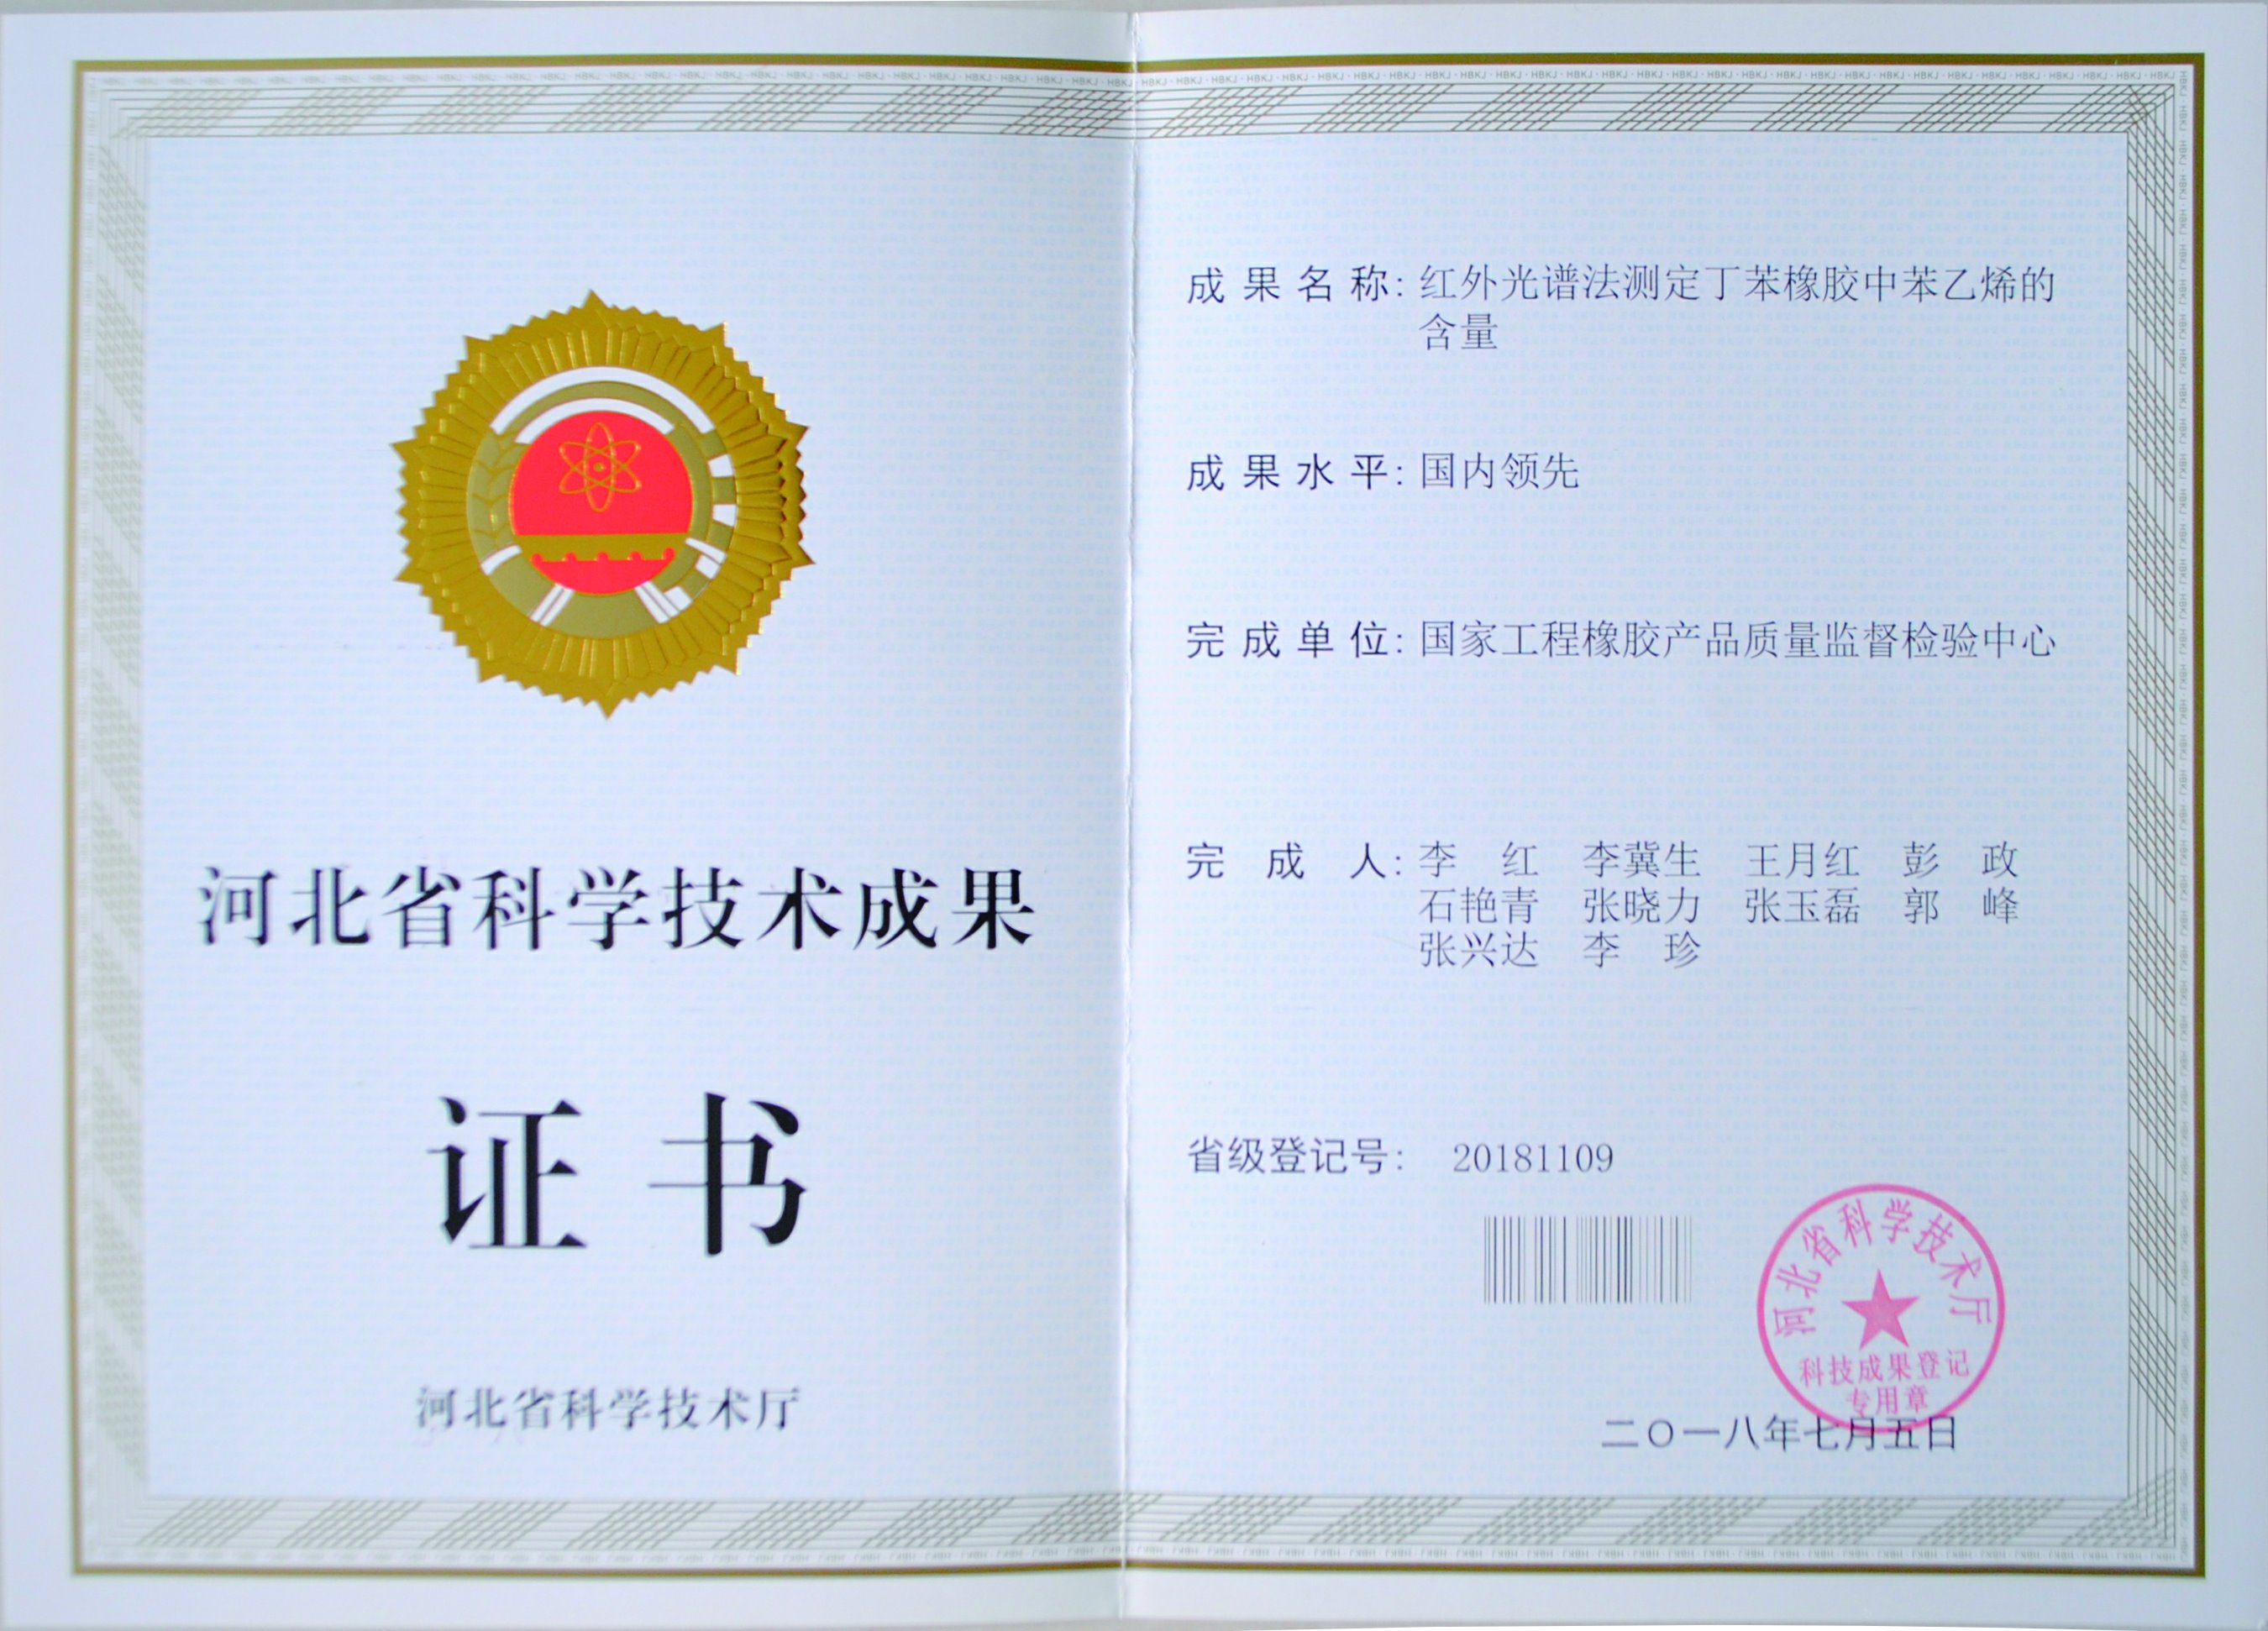 河北省科学技术成果
证书
河北省科学技术厅
成果名称：红外光谱法测定丁苯橡胶中苯乙烯的
含量
成果水平：国内领先
完成单位：国家工程橡胶产品质量监督检验中心
完成人：李红 李冀生 王月红 彭政
石艳青 张晓力 张玉磊 郭峰
张兴达 李珍
省级登记号： 20181109
河北省科学技术厅
科技成果登记
专用章
二〇一八年七月五日